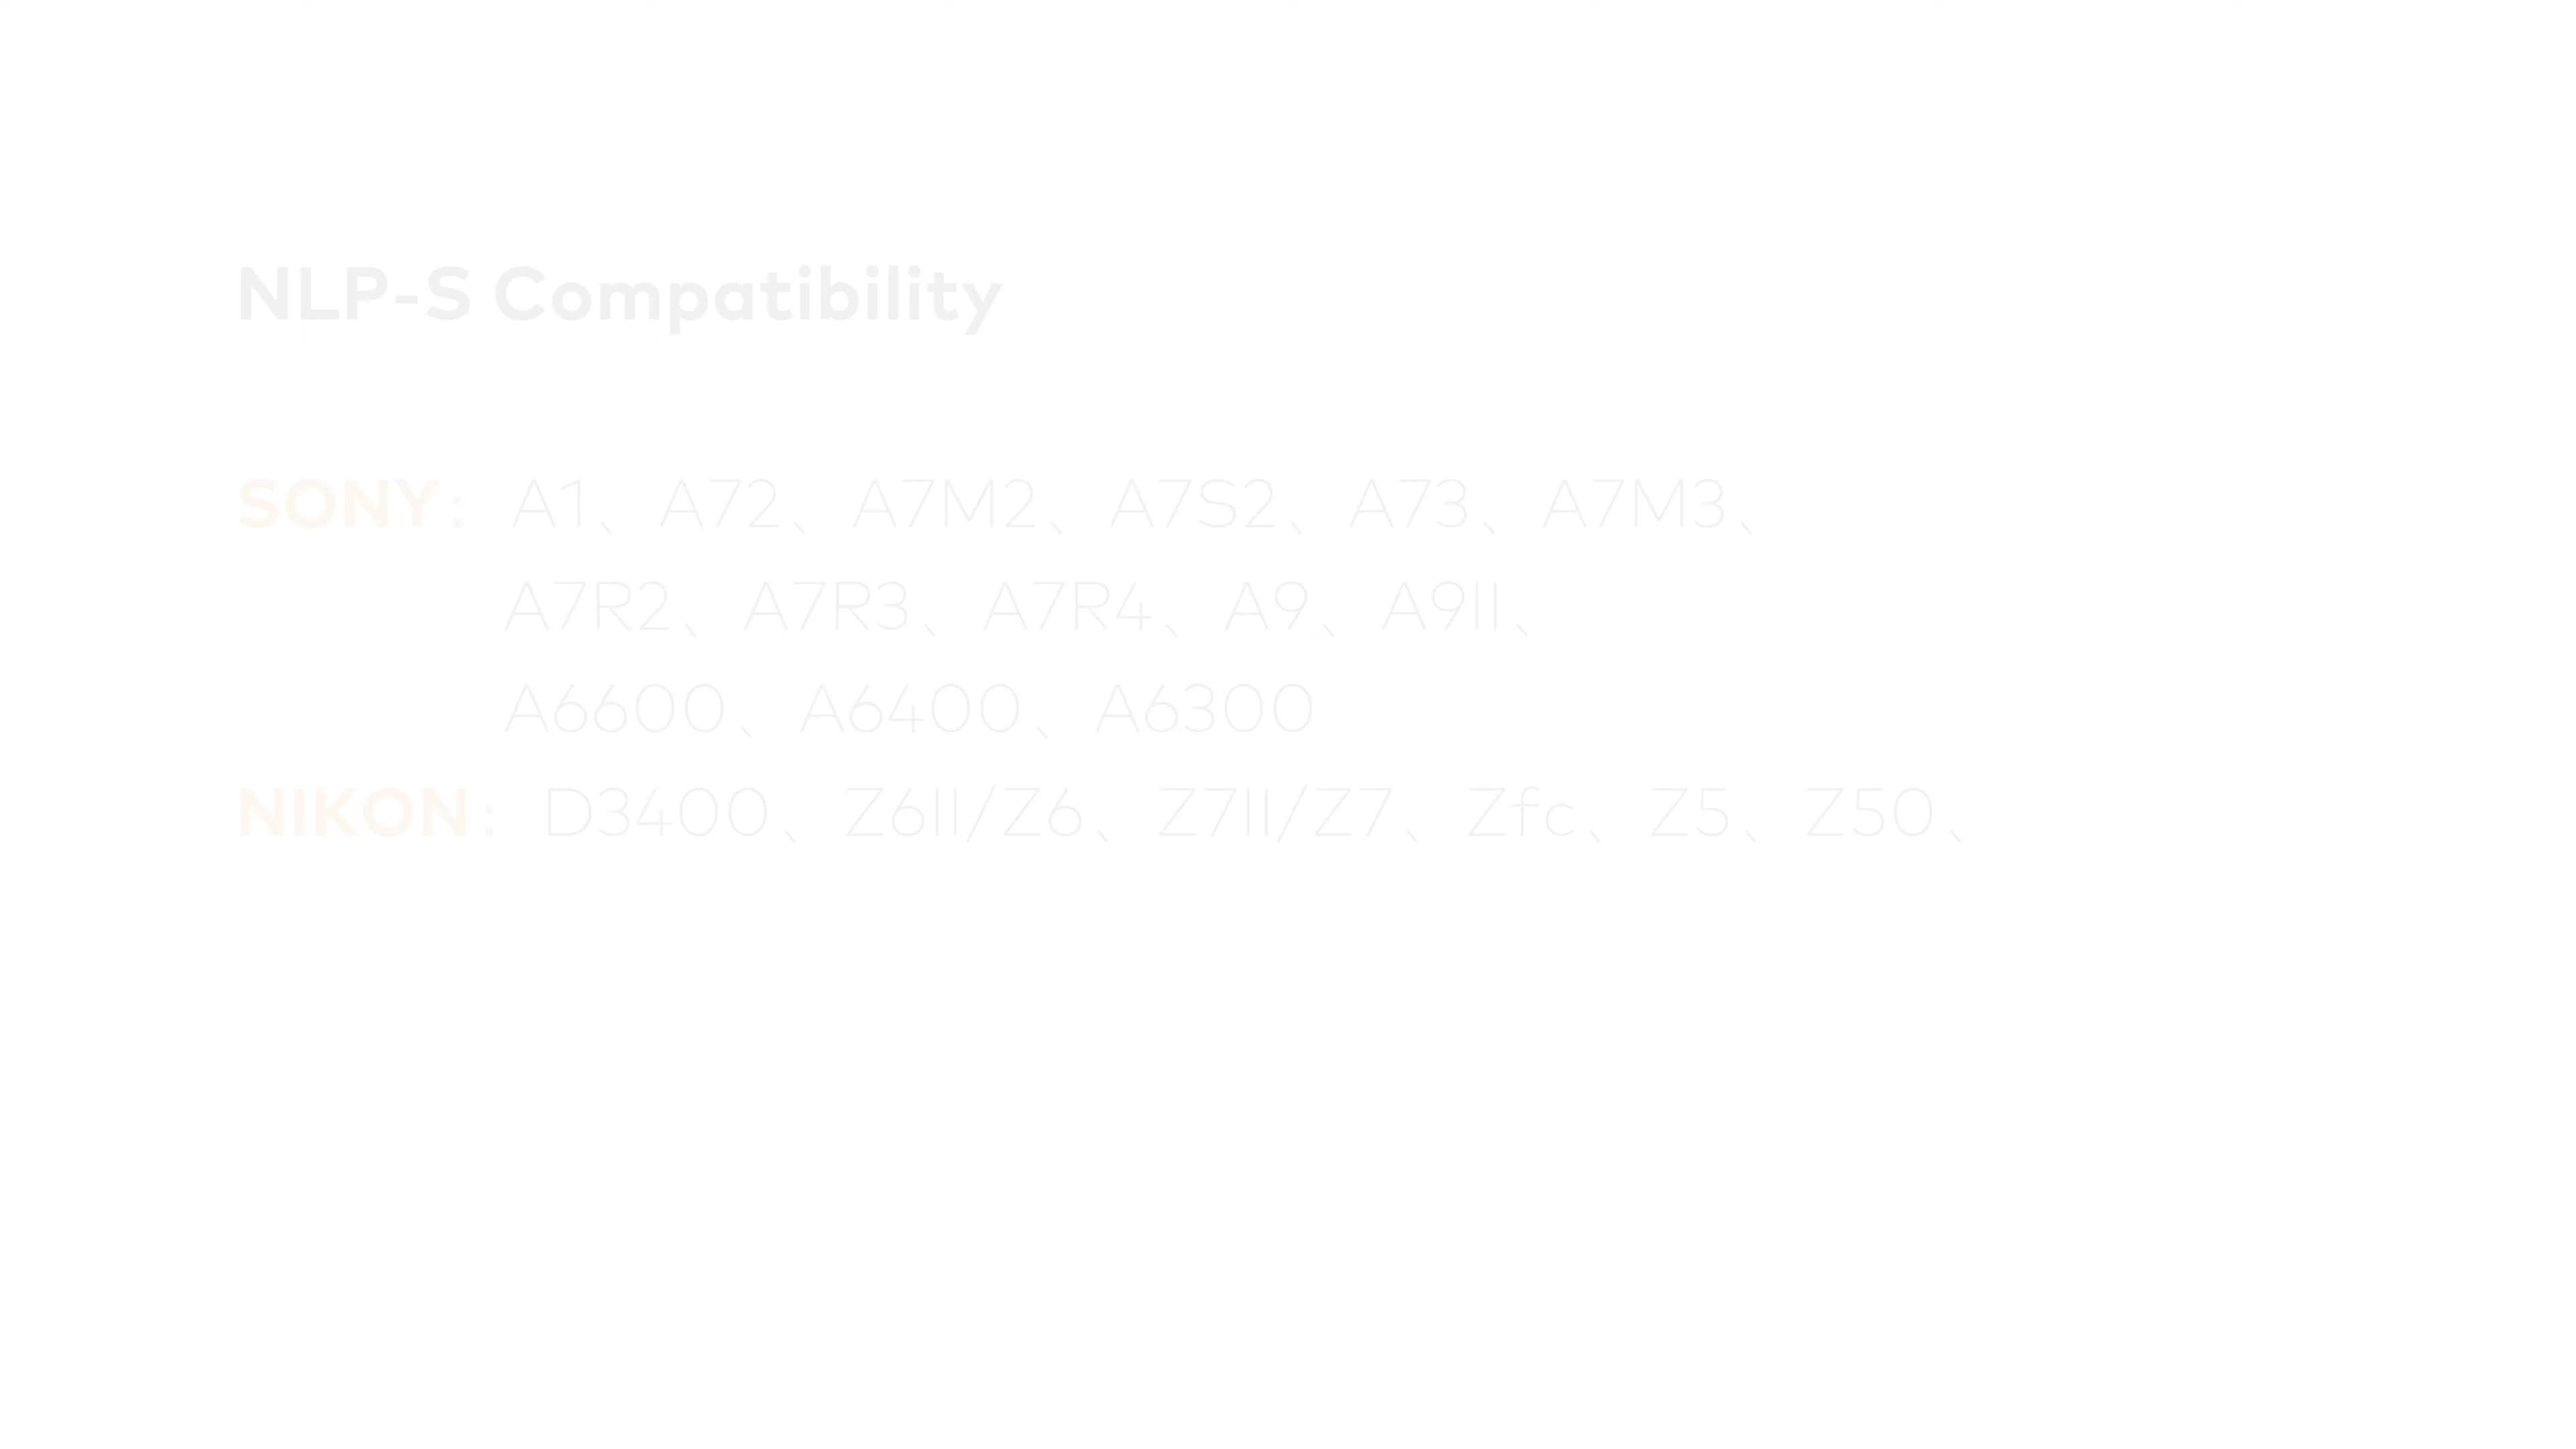 NLP-S Compatibility
SONY: A1、A72、A7M2、A7S2、A73、A7M3、
A7R2、A7R3、A7R4、A9、A9II、
A6600、A6400、A6300
NIKON: D3400、Z6II/Z6、Z7II/Z7、Zfc、Z5、Z50、